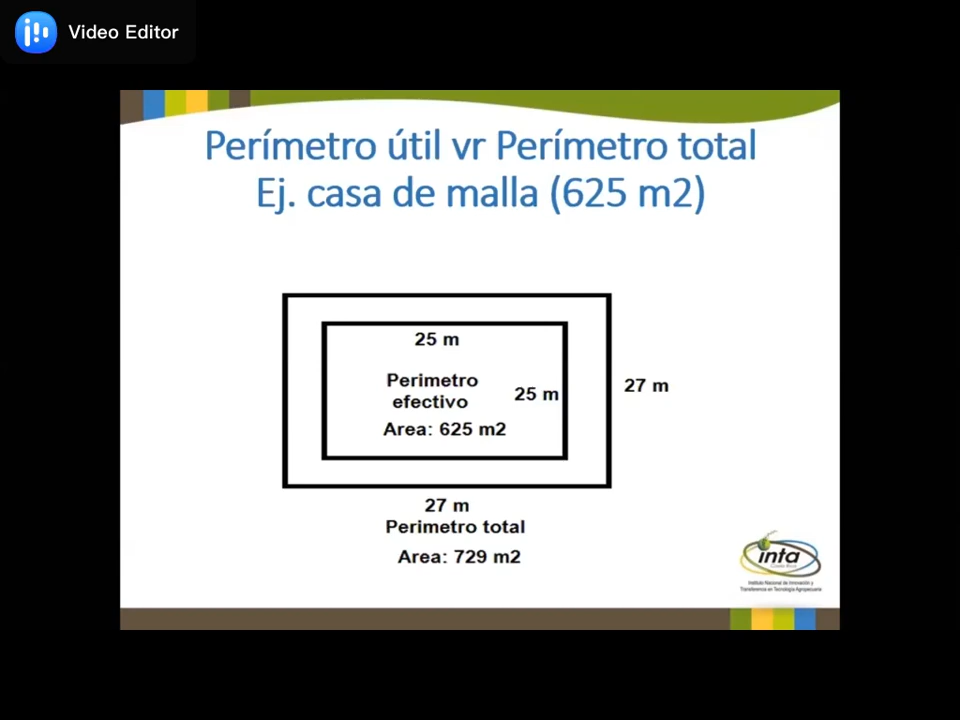 Video Editor
Perímetro útil vr Perímetro total
Ej. casa de malla (625 m2)
25 m
Perimetro
efectivo
25 m
Area: 625 m2
27 m
27 m
Perimetro total
Area: 729 m2
inta
Costa Rica
Instituto Nacional de Innovación y
Transferencia en Tecnología Agropecuaria